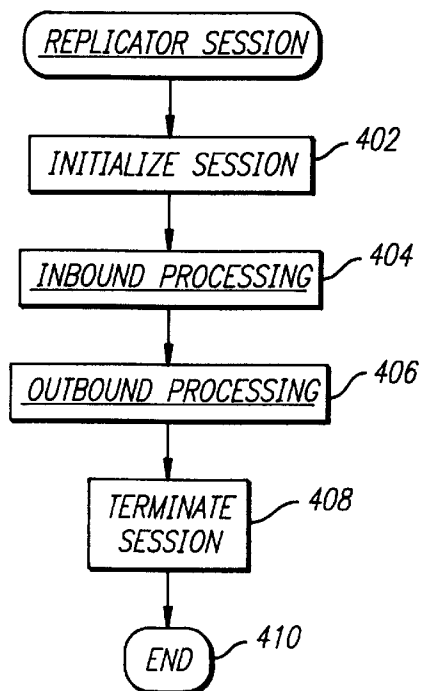 REPLICATOR SESSION
INITIALIZE SESSION
402
INBOUND PROCESSING
404
OUTBOUND PROCESSING
406
TERMINATE
SESSION
408
END
410